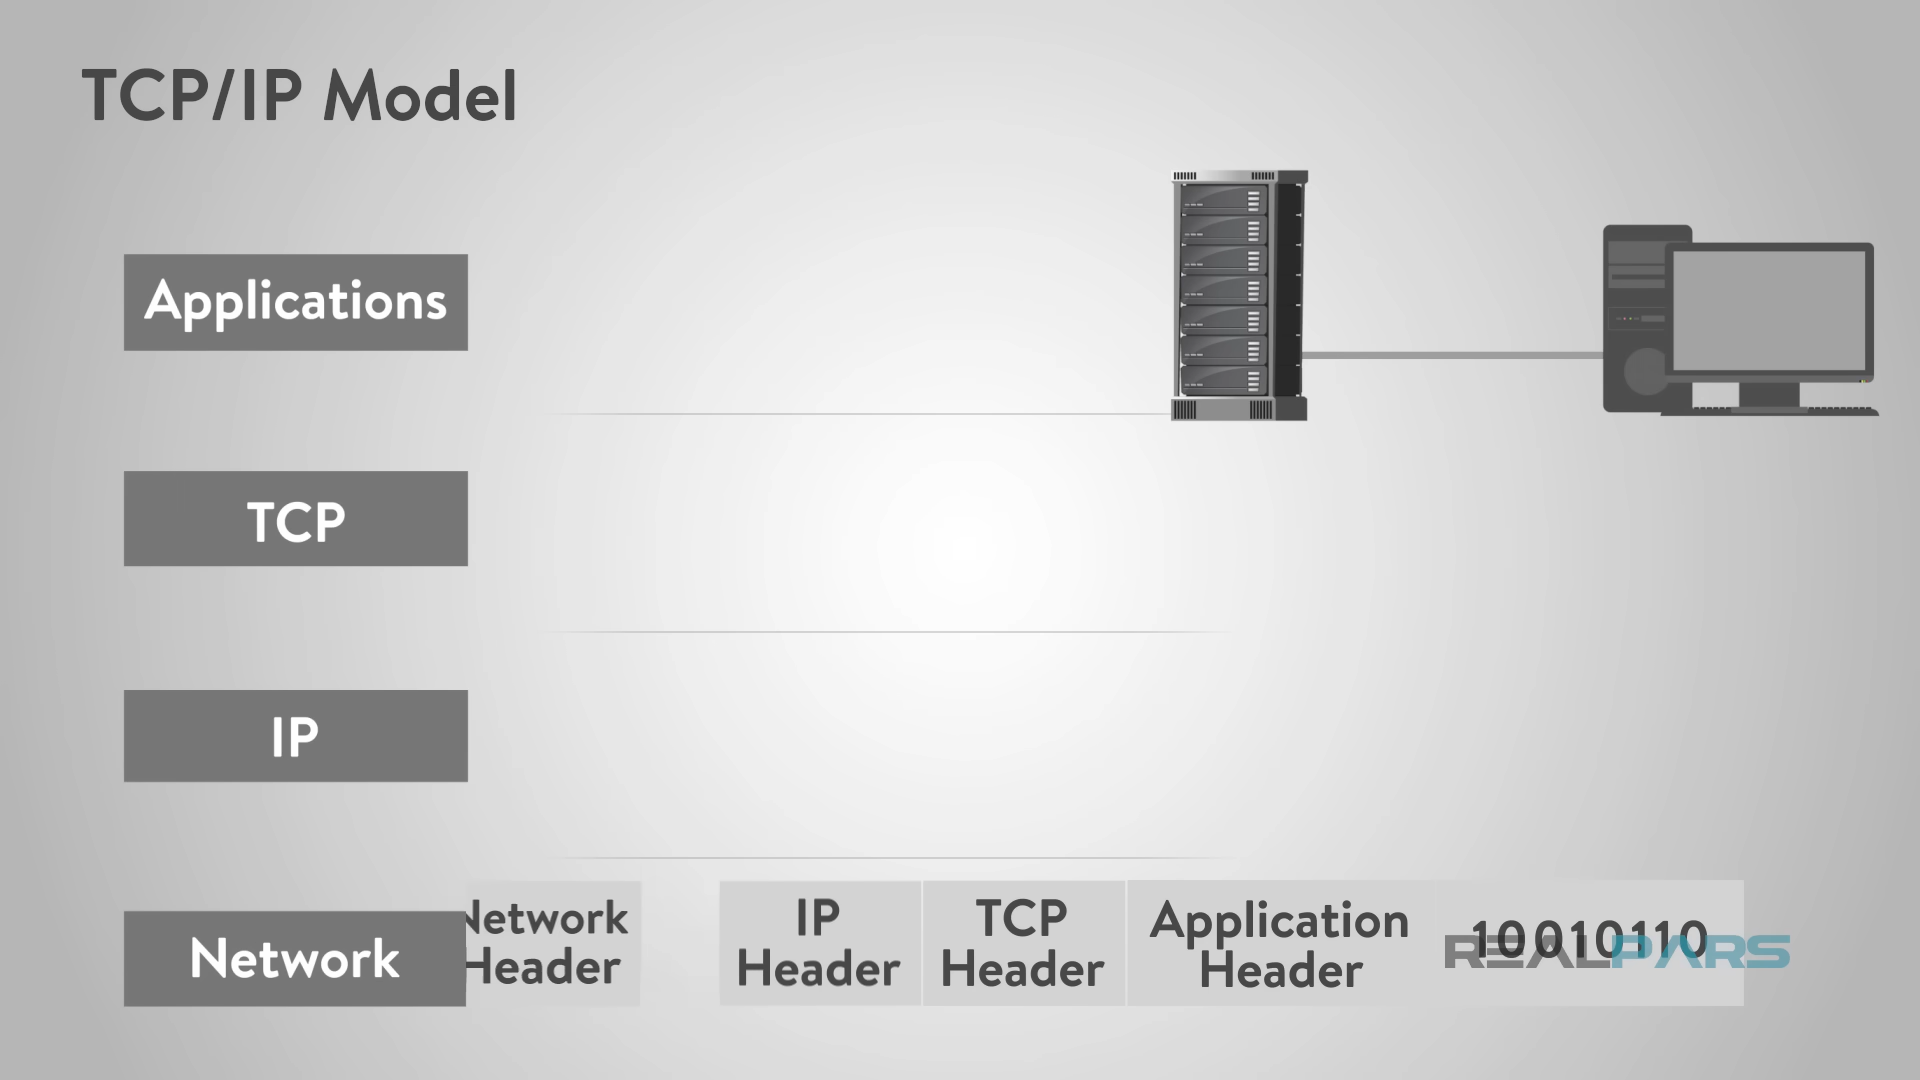 TCP/IP Model
Applications
TCP
IP
Network
Network
Header
IP
Header
TCP
Header
Application
Header
10010110
REALPARS